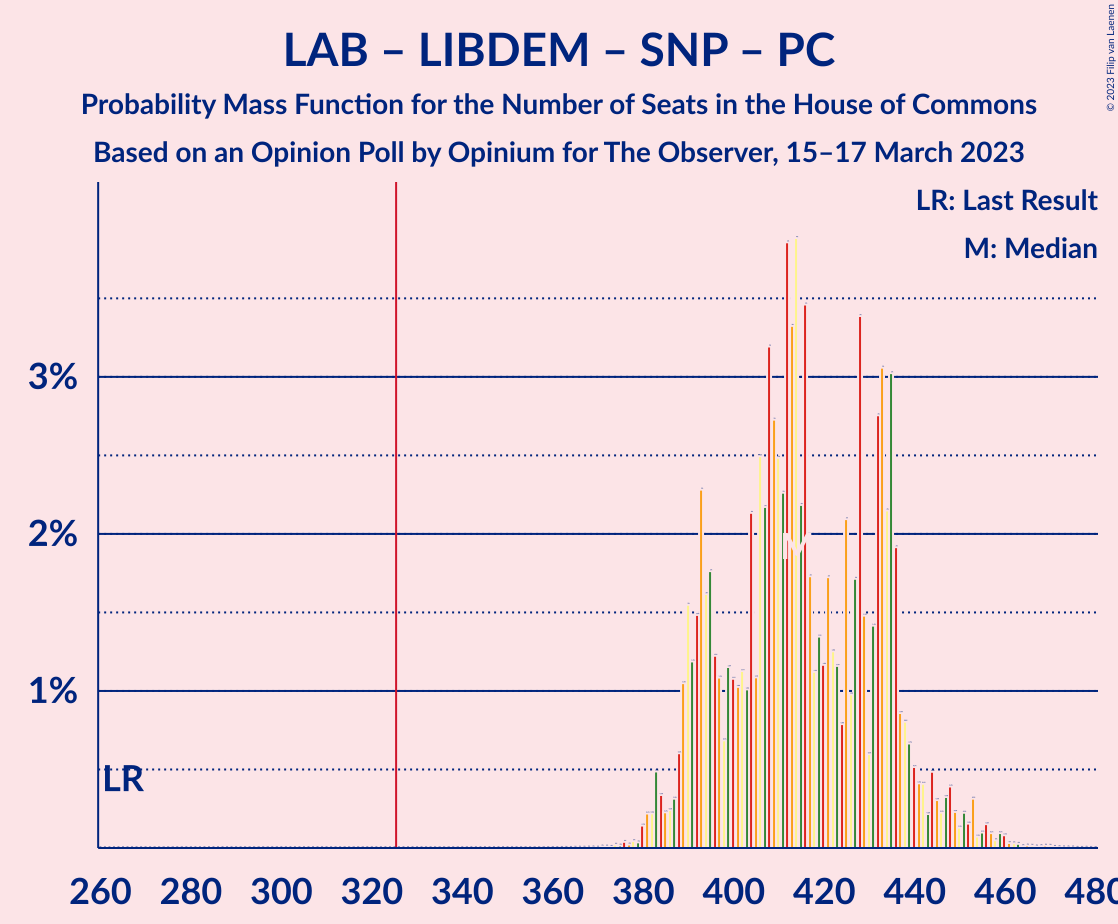 LAB – LIBDEM – SNP – PC
Probability Mass Function for the Number of Seats in the House of Commons
Based on an Opinion Poll by Opinium for The Observer, 15–17 March 2023
© 2023 Filip van Laenen
LR: Last Result
M: Median
3%
2%
M
1%
LR
260 280 300 320 340 360 380 400 420 440 460 480